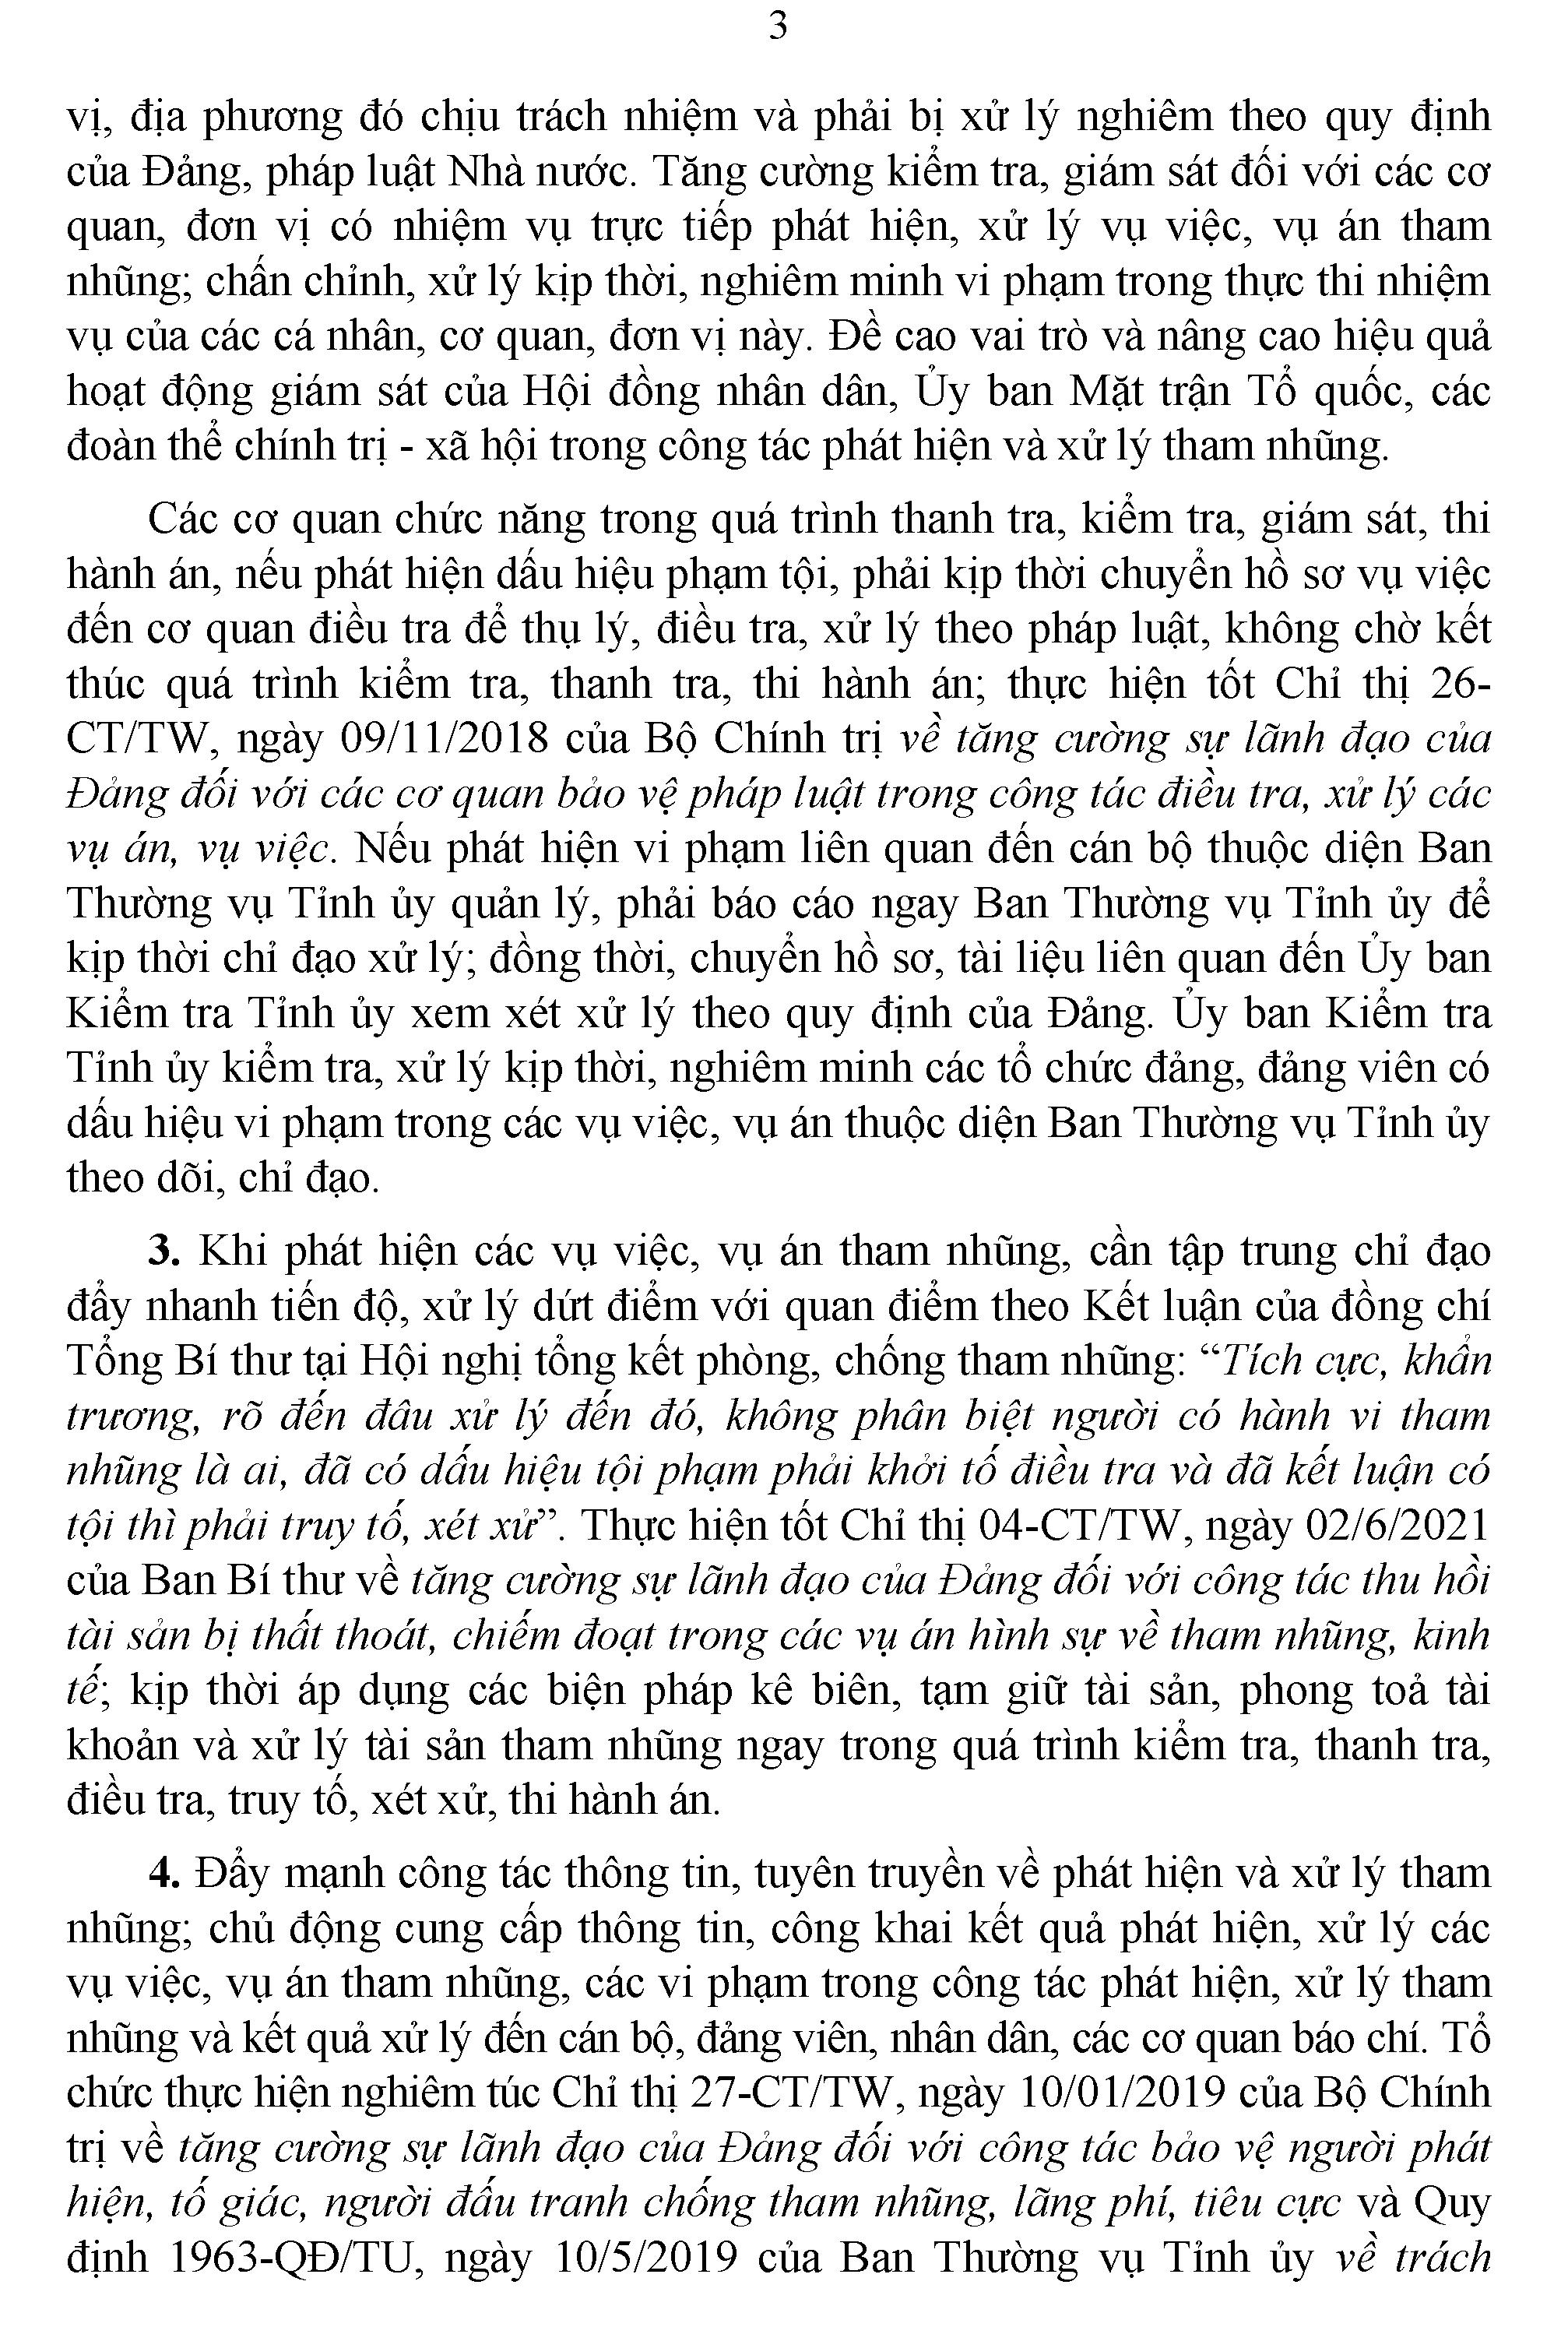 3
vị, địa phương đó chịu trách nhiệm và phải bị xử lý nghiêm theo quy định
của Đảng, pháp luật Nhà nước. Tăng cường kiểm tra, giám sát đối với các cơ
quan, đơn vị có nhiệm vụ trực tiếp phát hiện, xử lý vụ việc, vụ án tham
nhũng; chấn chỉnh, xử lý kịp thời, nghiêm minh vi phạm trong thực thi nhiệm
vụ của các cá nhân, cơ quan, đơn vị này. Đề cao vai trò và nâng cao hiệu quả
hoạt động giám sát của Hội đồng nhân dân, Ủy ban Mặt trận Tổ quốc, các
đoàn thể chính trị - xã hội trong công tác phát hiện và xử lý tham nhũng.
Các cơ quan chức năng trong quá trình thanh tra, kiểm tra, giám sát, thi
hành án, nếu phát hiện dấu hiệu phạm tội, phải kịp thời chuyển hồ sơ vụ việc
đến cơ quan điều tra để thụ lý, điều tra, xử lý theo pháp luật, không chờ kết
thúc quá trình kiểm tra, thanh tra, thi hành án; thực hiện tốt Chỉ thị 26-
CT/TW, ngày 09/11/2018 của Bộ Chính trị về tăng cường sự lãnh đạo của
Đảng đối với các cơ quan bảo vệ pháp luật trong công tác điều tra, xử lý các
vụ án, vụ việc. Nếu phát hiện vi phạm liên quan đến cán bộ thuộc diện Ban
Thường vụ Tỉnh ủy quản lý, phải báo cáo ngay Ban Thường vụ Tỉnh ủy để
kịp thời chỉ đạo xử lý; đồng thời, chuyển hồ sơ, tài liệu liên quan đến Ủy ban
Kiểm tra Tỉnh ủy xem xét xử lý theo quy định của Đảng. Ủy ban Kiểm tra
Tỉnh ủy kiểm tra, xử lý kịp thời, nghiêm minh các tổ chức đảng, đảng viên có
dấu hiệu vi phạm trong các vụ việc, vụ án thuộc diện Ban Thường vụ Tỉnh ủy
theo dõi, chỉ đạo.
3. Khi phát hiện các vụ việc, vụ án tham nhũng, cần tập trung chỉ đạo
đẩy nhanh tiến độ, xử lý dứt điểm với quan điểm theo Kết luận của đồng chí
Tổng Bí thư tại Hội nghị tổng kết phòng, chống tham nhũng: “Tích cực, khẩn
trương, rõ đến đâu xử lý đến đó, không phân biệt người có hành vi tham
nhũng là ai, đã có dấu hiệu tội phạm phải khởi tố điều tra và đã kết luận có
tội thì phải truy tố, xét xử”. Thực hiện tốt Chỉ thị 04-CT/TW, ngày 02/6/2021
của Ban Bí thư về tăng cường sự lãnh đạo của Đảng đối với công tác thu hồi
tài sản bị thất thoát, chiếm đoạt trong các vụ án hình sự về tham nhũng, kinh
tế; kịp thời áp dụng các biện pháp kê biên, tạm giữ tài sản, phong toả tài
khoản và xử lý tài sản tham nhũng ngay trong quá trình kiểm tra, thanh tra,
điều tra, truy tố, xét xử, thi hành án.
4. Đẩy mạnh công tác thông tin, tuyên truyền về phát hiện và xử lý tham
nhũng; chủ động cung cấp thông tin, công khai kết quả phát hiện, xử lý các
vụ việc, vụ án tham nhũng, các vi phạm trong công tác phát hiện, xử lý tham
nhũng và kết quả xử lý đến cán bộ, đảng viên, nhân dân, các cơ quan báo chí. Tổ
chức thực hiện nghiêm túc Chỉ thị 27-CT/TW, ngày 10/01/2019 của Bộ Chính
trị về tăng cường sự lãnh đạo của Đảng đối với công tác bảo vệ người phát
hiện, tố giác, người đấu tranh chống tham nhũng, lãng phí, tiêu cực và Quy
định 1963-QĐ/TU, ngày 10/5/2019 của Ban Thường vụ Tỉnh ủy về trách